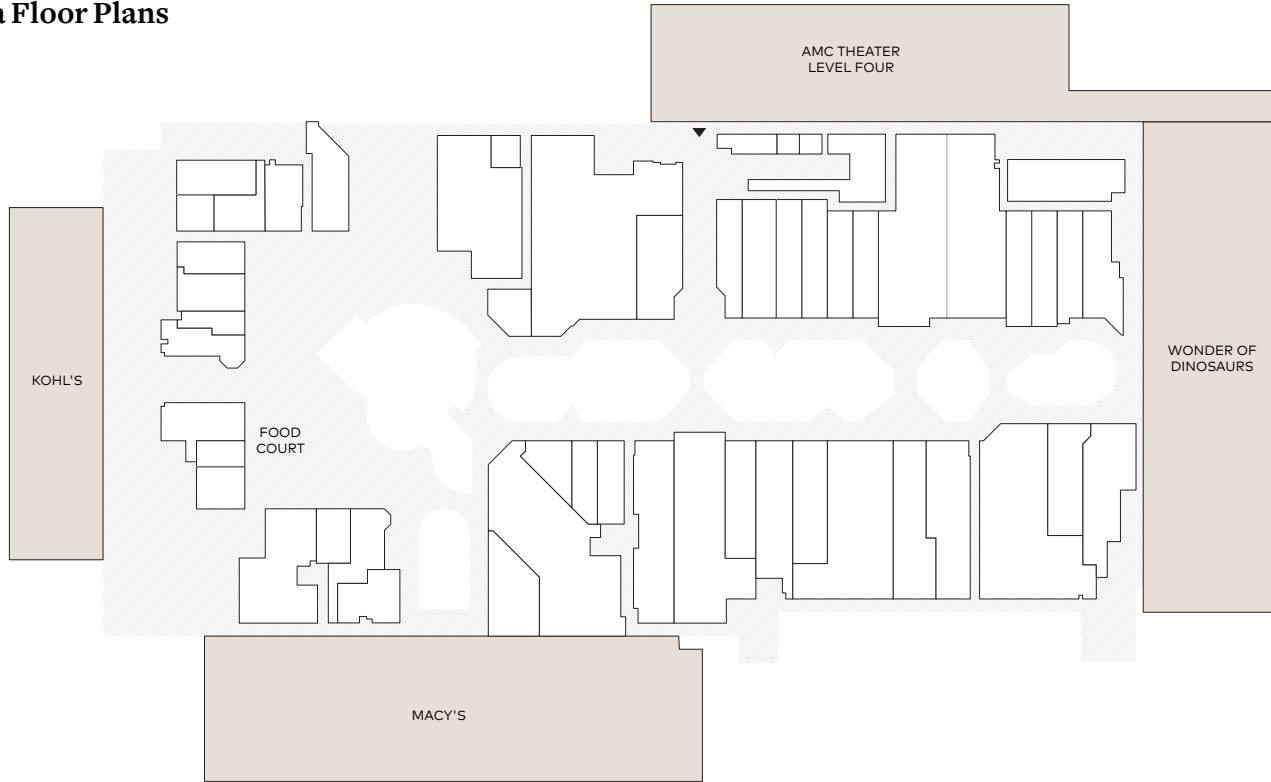 Floor Plans
AMC THEATER
LEVEL FOUR
WONDER OF
DINOSAURS
KOHL'S
FOOD
COURT
MACY'S